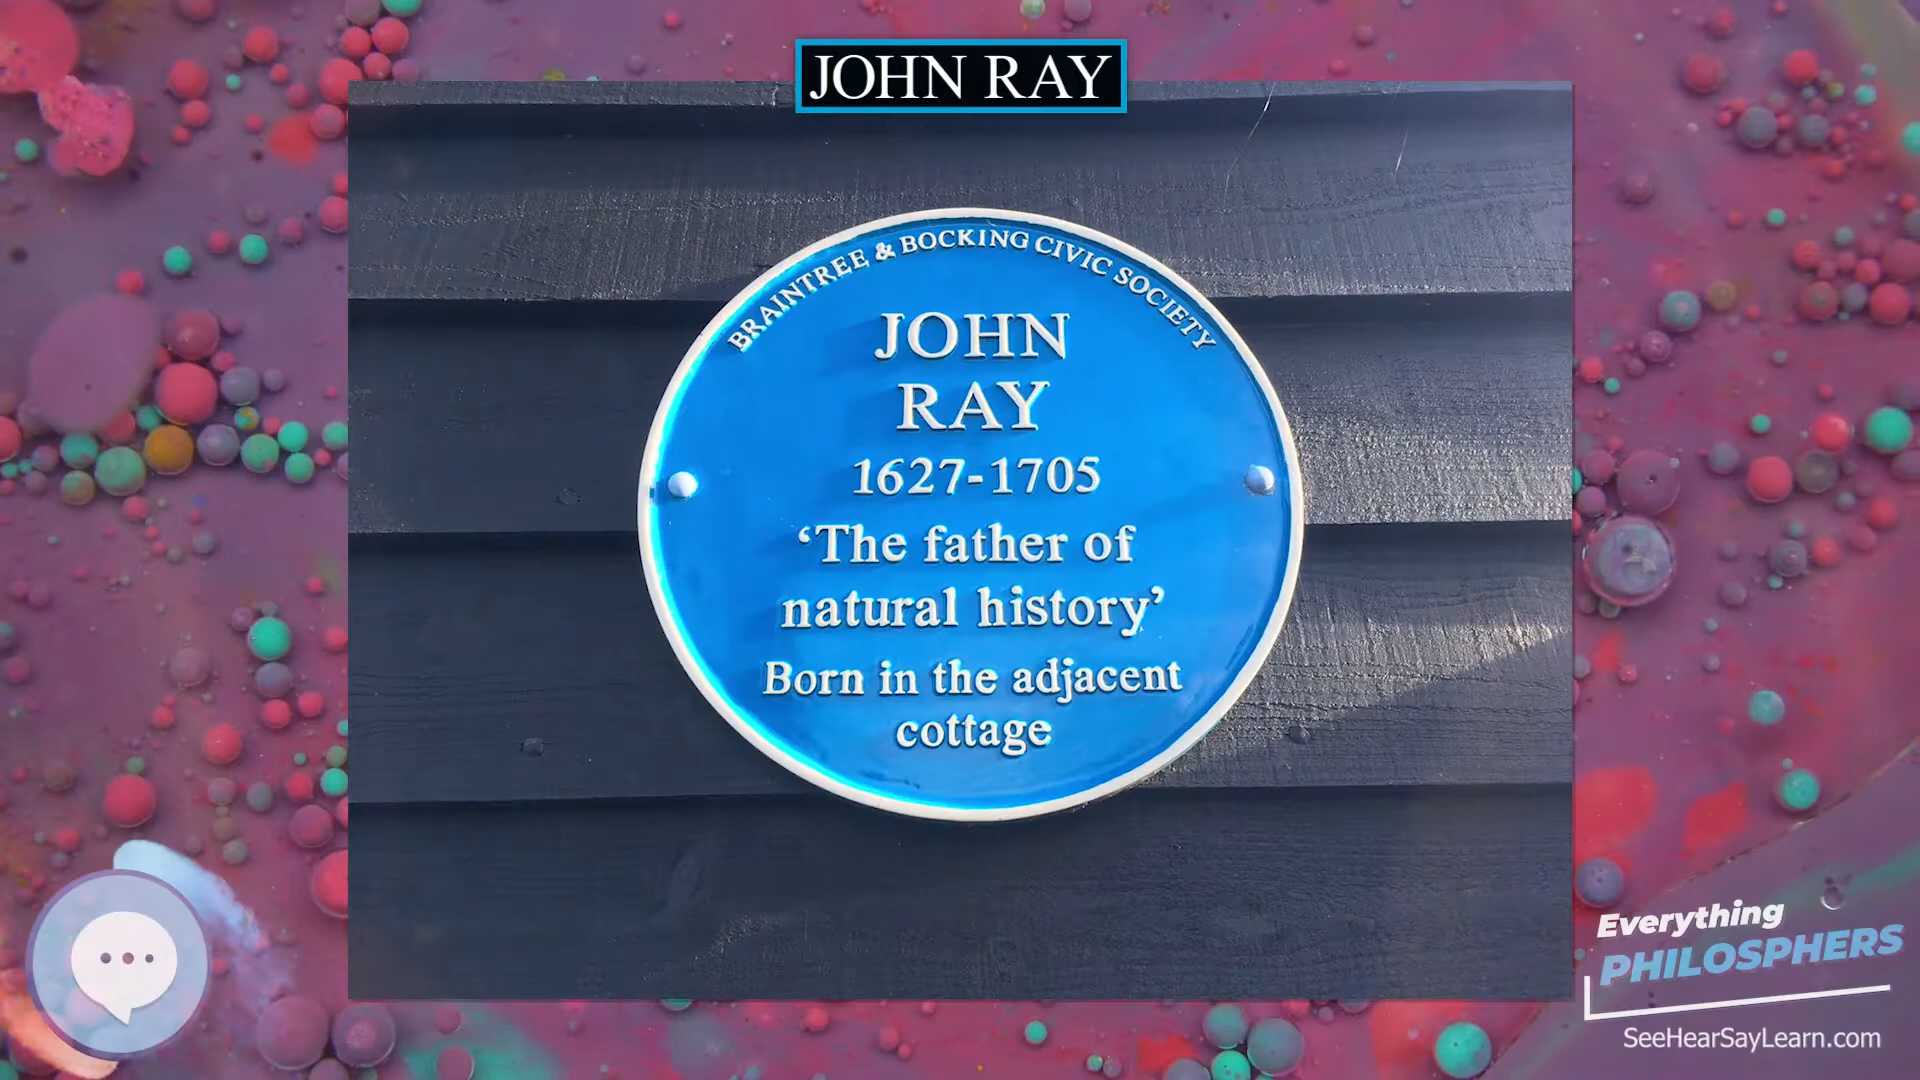 JOHN RAY
BRAINTREE & BOCKING CIVIC SOCIETY
JOHN
RAY
1627-1705
‘The father of
natural history’
Born in the adjacent
cottage
Everything
PHILOSPHERS
SeeHearSayLearn.com